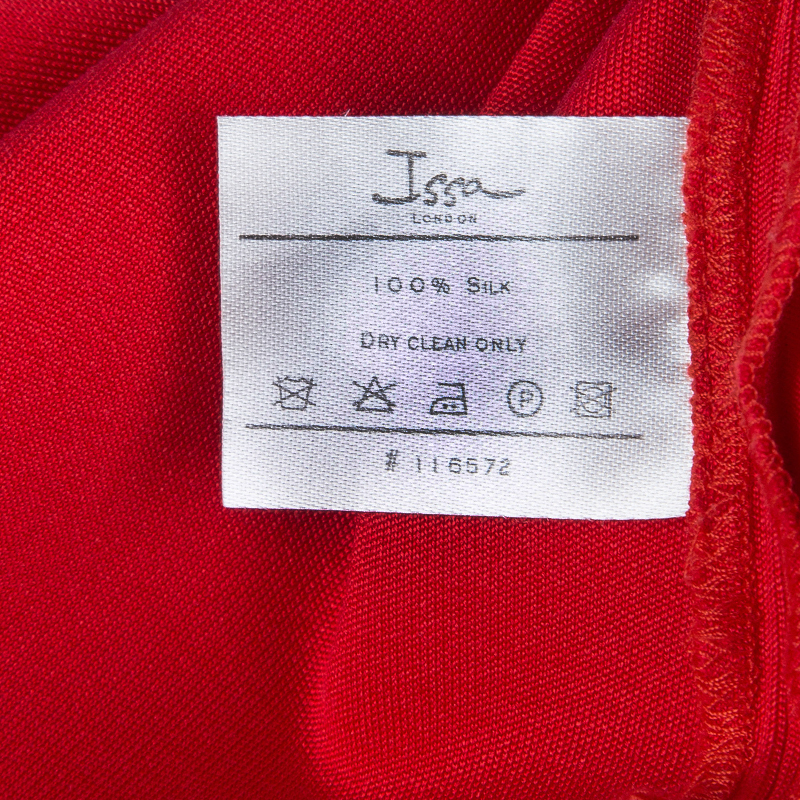 Issa
LONDON
100% SILK
DRY CLEAN ONLY
P
# 116572